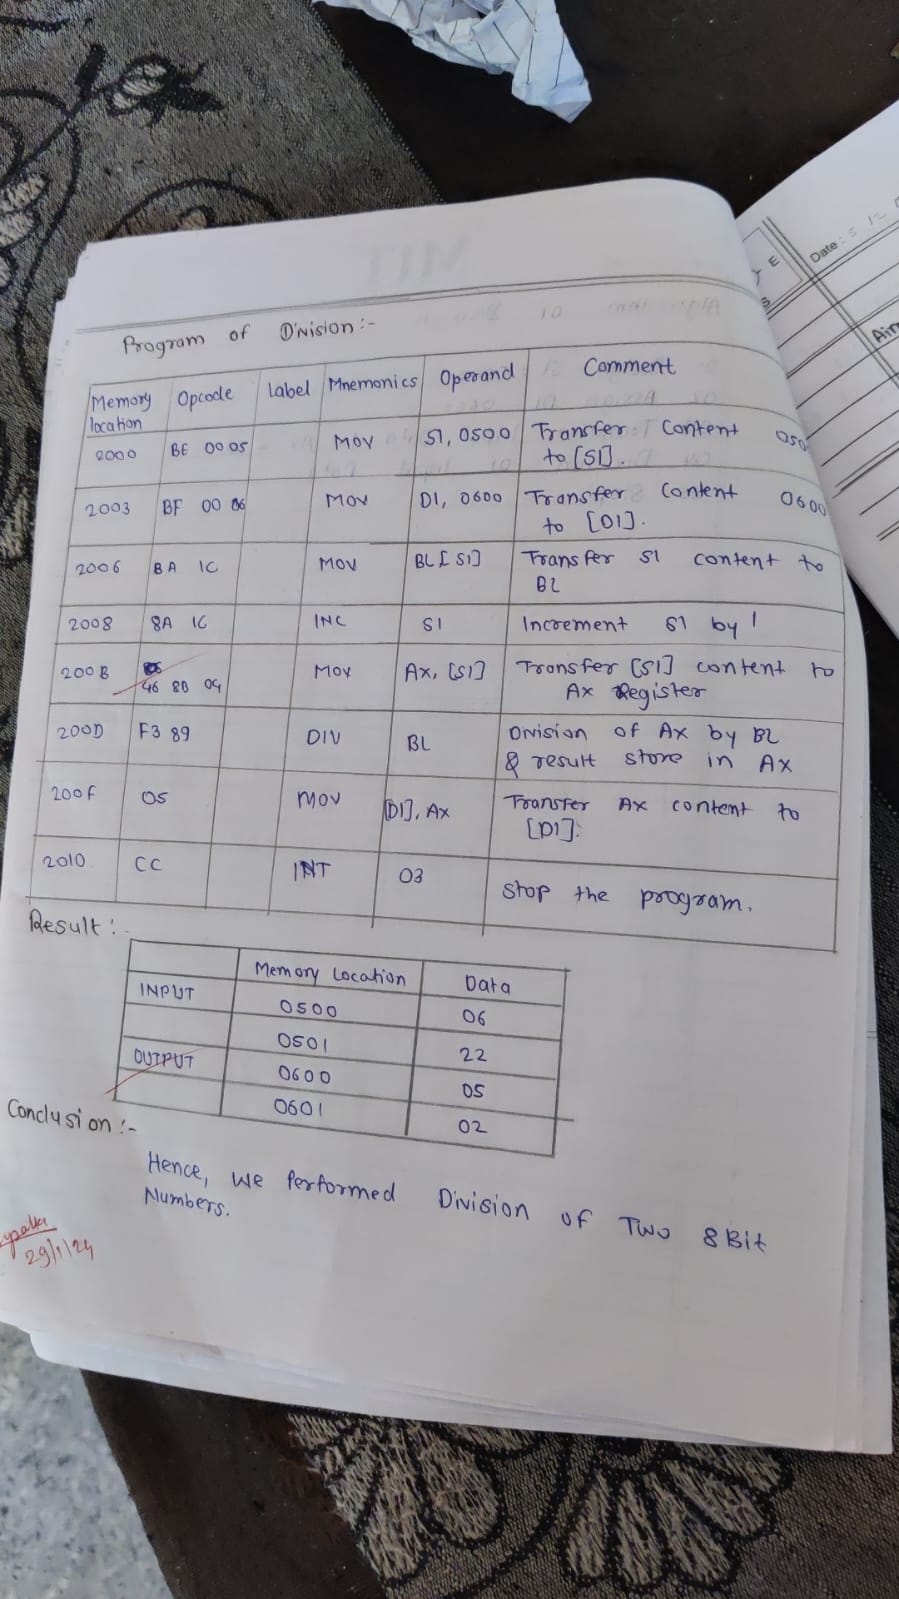 Program of Division :-
Memory location Opcode Label Mnemonics Operand Comment
2000 BE 00 05 MOV SI, 0500 Transfer Content 050
to [SI].
2003 BF 00 06 MOV DI, 0600 Transfer Content 0600
to [DI].
2006 BA 1C MOV BL [SI] Transfer SI content to
BL
2008 8A 1C INC SI Increment SI by 1
200B 46 8B 04 MOV AX, [SI] Transfer [SI] content to
AX Register
200D F3 89 DIV BL Division of AX by BL
& result store in AX
200F 05 MOV [DI], AX Transfer AX content to
[DI].
2010 CC INT 03 Stop the program.
Result :-
Memory Location Data
INPUT 0500 06
0501 22
OUTPUT 0600 05
0601 02
Conclusion :-
Hence, we Performed Division of Two 8 Bit
Numbers.
29/1/24
E
Date : 5 12
Aim